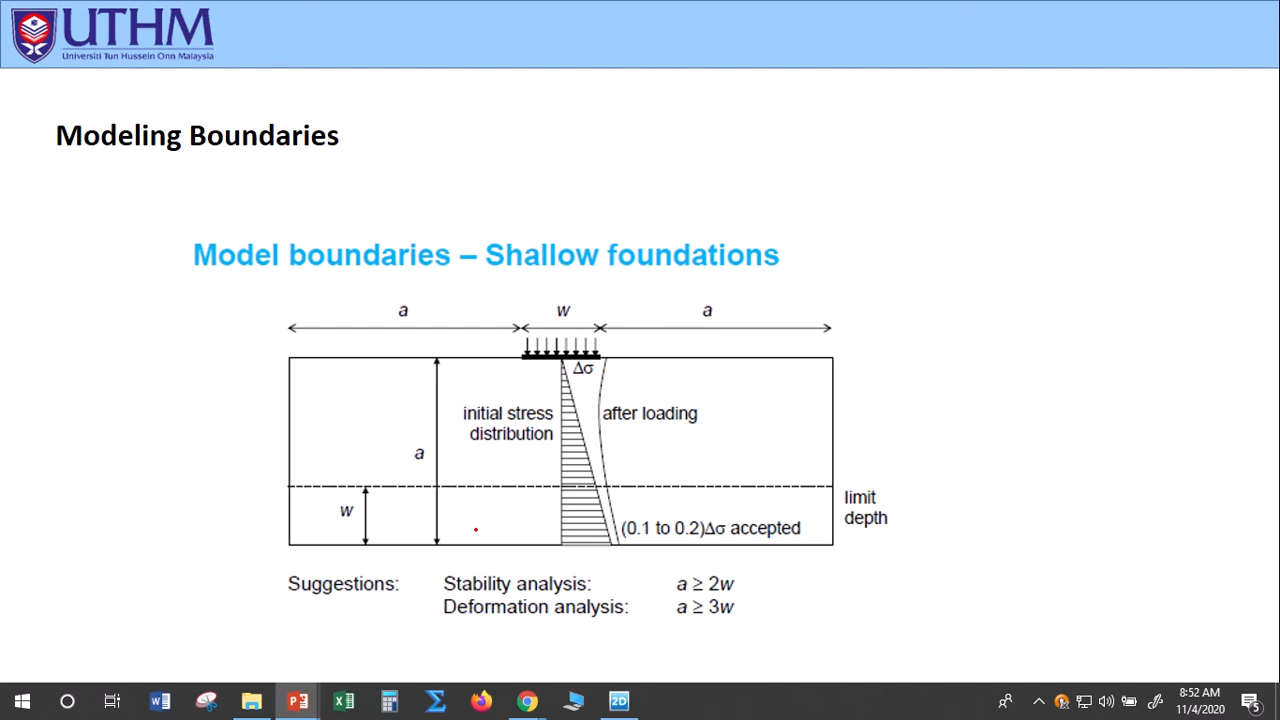 UTHM
Universiti Tun Hussein Onn Malaysia
Modeling Boundaries
Model boundaries – Shallow foundations
a
w
a
Δσ
initial stress
distribution
after loading
a
w
limit
depth
(0.1 to 0.2)Δσ accepted
Suggestions: Stability analysis: a ≥ 2w
Deformation analysis: a ≥ 3w
8:52 AM
11/4/2020
2D
5